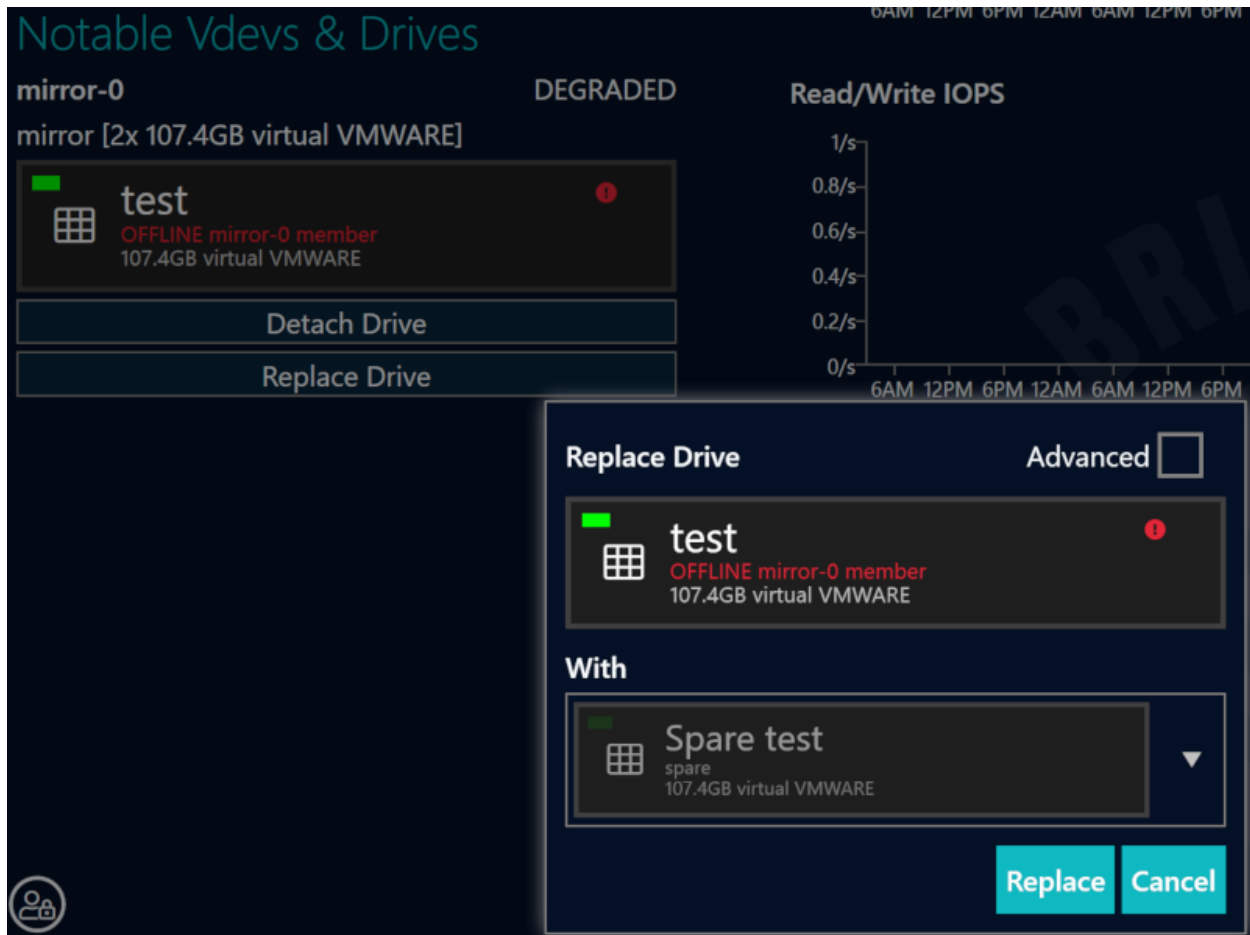 Notable Vdevs & Drives
mirror-0 DEGRADED
mirror [2x 107.4GB virtual VMWARE]
test
OFFLINE mirror-0 member
107.4GB virtual VMWARE
Detach Drive
Replace Drive
6AM 12PM 6PM 12AM 6AM 12PM 6PM
Read/Write IOPS
1/s
0.8/s
0.6/s
0.4/s
0.2/s
0/s
6AM 12PM 6PM 12AM 6AM 12PM 6PM
BRI
Replace Drive Advanced
test
OFFLINE mirror-0 member
107.4GB virtual VMWARE
With
Spare test
spare
107.4GB virtual VMWARE
Replace Cancel